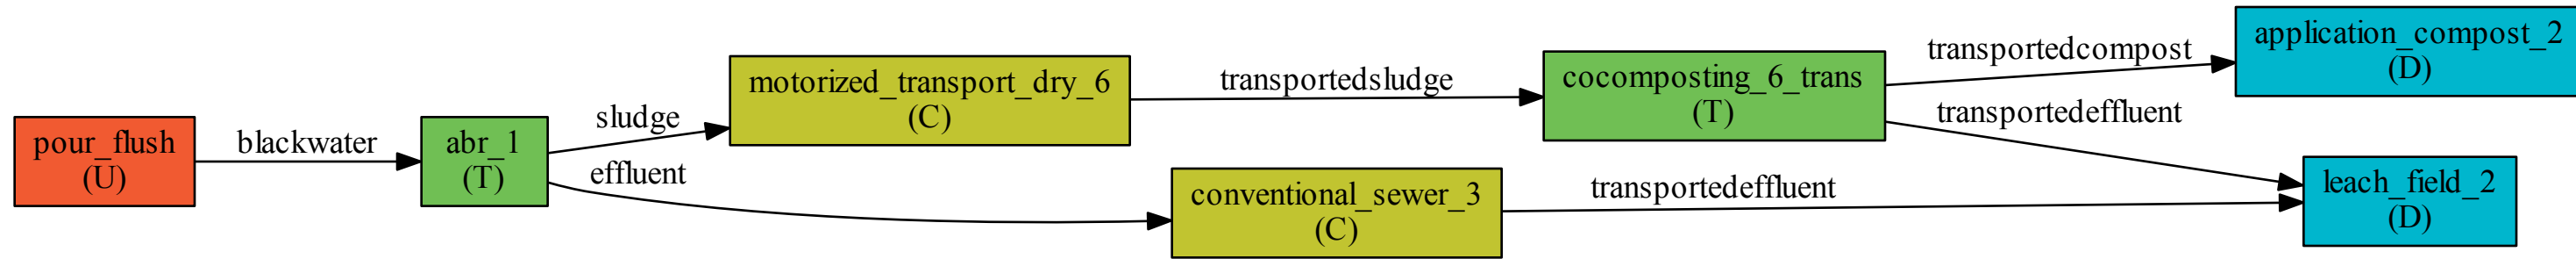 pour_flush
(U)
blackwater
abr_1
(T)
sludge
effluent
motorized_transport_dry_6
(C)
transportedsludge
conventional_sewer_3
(C)
transportedeffluent
cocomposting_6_trans
(T)
transportedcompost
transportedeffluent
application_compost_2
(D)
leach_field_2
(D)